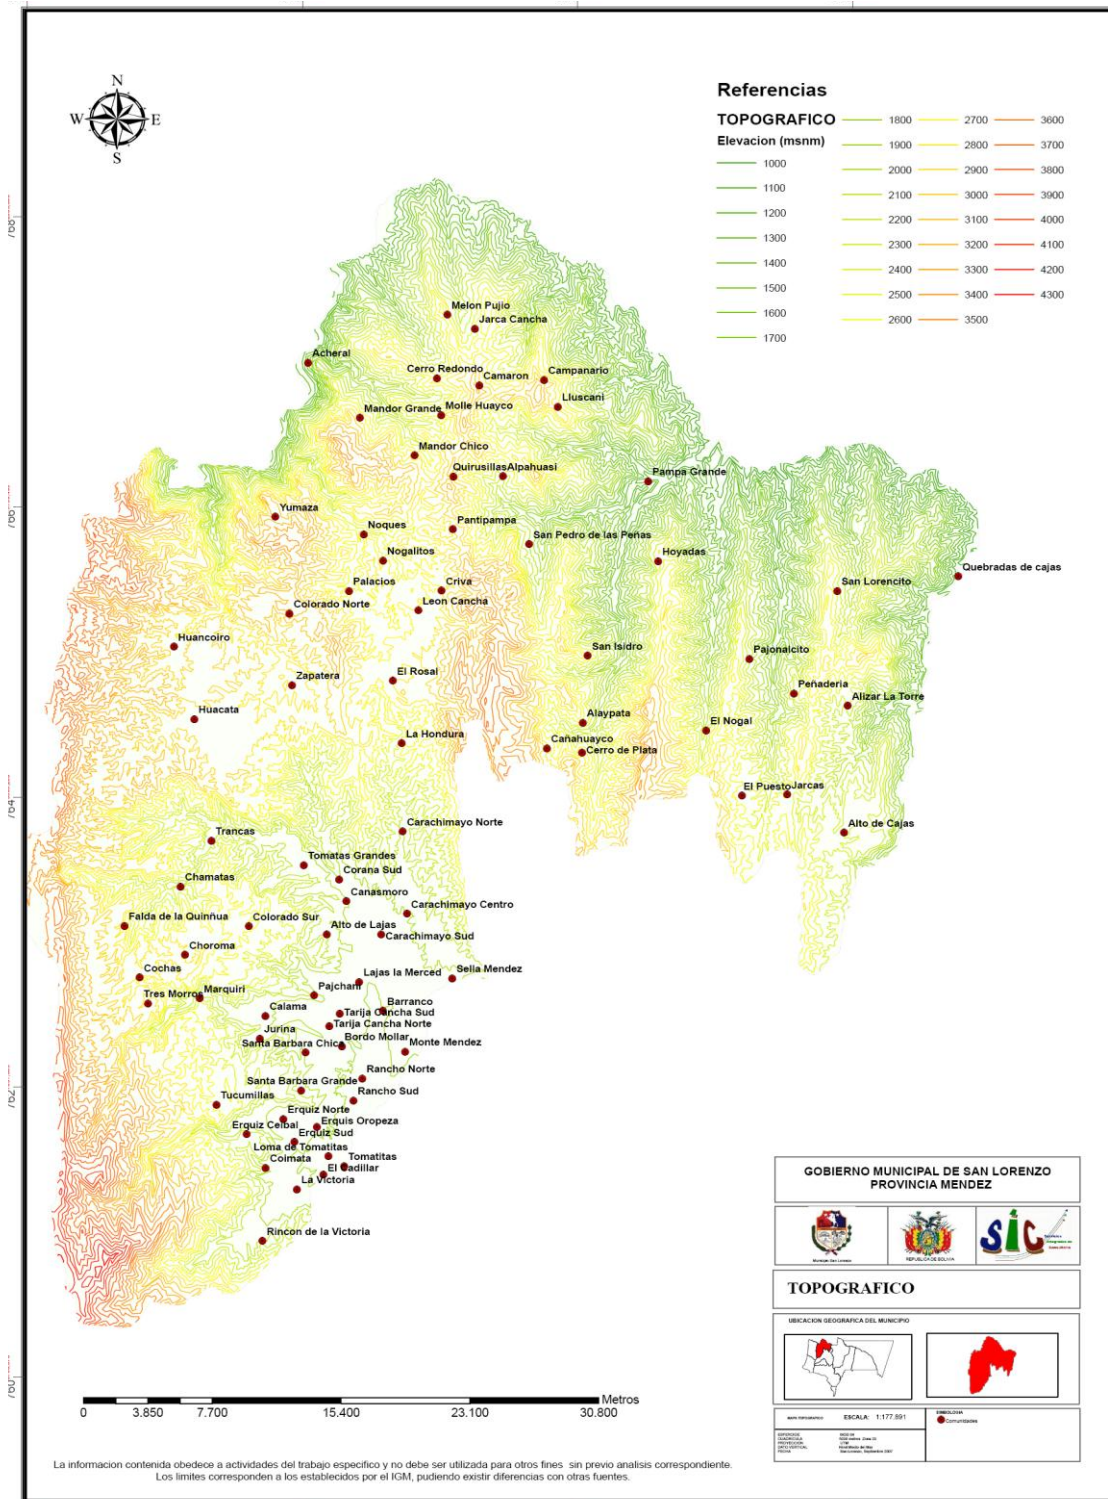 N
W E
S
Referencias
TOPOGRAFICO
Elevacion (msnm)
1000
1100
1200
1300
1400
1500
1600
1700
1800
1900
2000
2100
2200
2300
2400
2500
2600
2700
2800
2900
3000
3100
3200
3300
3400
3500
3600
3700
3800
3900
4000
4100
4200
4300
Melon Pujio
Jarca Cancha
Acheral
Cerro Redondo
Camaron
Campanario
Lluscani
Mandor Grande
Molle Huayco
Mandor Chico
Quirusillas
Alpahuasi
Pampa Grande
Yumaza
Noques
Pantipampa
San Pedro de las Peñas
Nogalitos
Hoyadas
Quebradas de cajas
Palacios
Criva
San Lorencito
Colorado Norte
Leon Cancha
Huancoiro
San Isidro
Pajonalcito
Zapatera
El Rosal
Peñaderia
Alizar La Torre
Huacata
Alaypata
El Nogal
La Hondura
Cañahuayco
Cerro de Plata
El Puesto
Jarcas
Trancas
Carachimayo Norte
Alto de Cajas
Tomatas Grandes
Corana Sud
Chamatas
Canasmoro
Carachimayo Centro
Falda de la Quinñua
Colorado Sur
Alto de Lajas
Carachimayo Sud
Choroma
Cochas
Lajas la Merced
Sella Mendez
Tres Morros
Marquiri
Pajchani
Calama
Barranco
Tarija Cancha Sud
Tarija Cancha Norte
Jurina
Santa Barbara Chica
Bordo Mollar
Monte Mendez
Rancho Norte
Santa Barbara Grande
Rancho Sud
Tucumillas
Erquiz Norte
Erquiz Ceibal
Erquis Oropeza
Erquiz Sud
Loma de Tomatitas
Tomatitas
Coimata
El Cadillar
La Victoria
Rincon de la Victoria
GOBIERNO MUNICIPAL DE SAN LORENZO
PROVINCIA MENDEZ
REPUBLICA DE BOLIVIA
SIC
TOPOGRAFICO
UBICACION GEOGRAFICA DEL MUNICIPIO
MAPA TOPOGRAFICO
ESCALA: 1:177.891
SIMBOLOGIA
Comunidades
Metros
0 3.850 7.700 15.400 23.100 30.800
La informacion contenida obedece a actividades del trabajo especifico y no debe ser utilizada para otros fines sin previo analisis correspondiente.
Los limites corresponden a los establecidos por el IGM, pudiendo existir diferencias con otras fuentes.